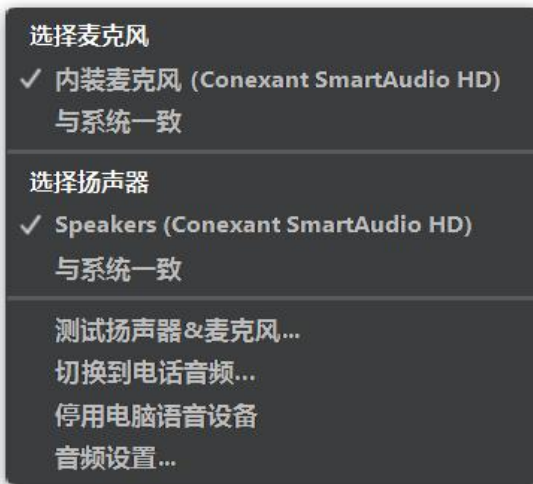 选择麦克风
✓ 内装麦克风 (Conexant SmartAudio HD)
与系统一致
选择扬声器
✓ Speakers (Conexant SmartAudio HD)
与系统一致
测试扬声器&麦克风...
切换到电话音频...
停用电脑语音设备
音频设置...